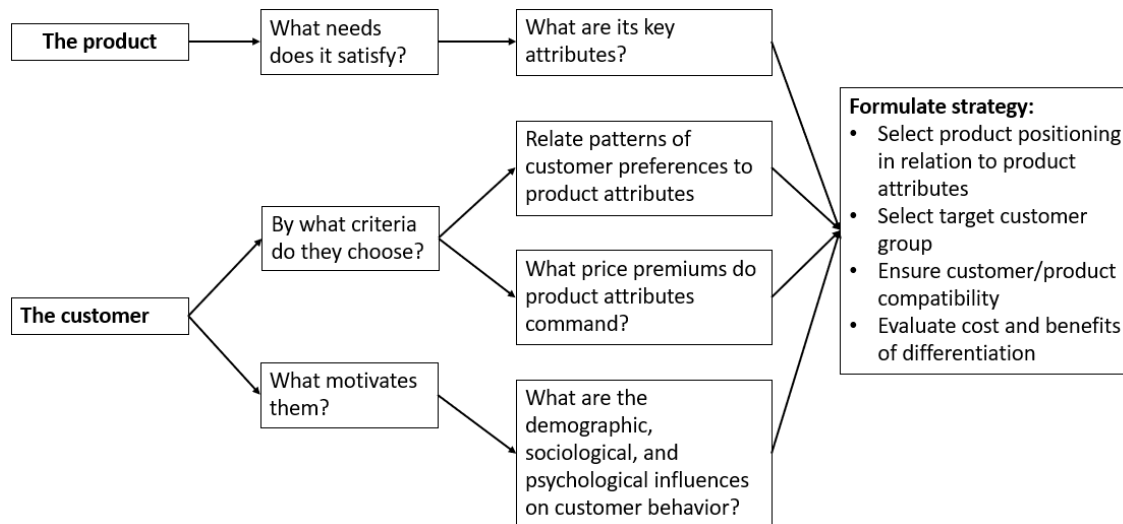 The product
What needs
does it satisfy?
What are its key
attributes?
Relate patterns of
customer preferences to
product attributes
By what criteria
do they choose?
What price premiums do
product attributes
command?
The customer
What motivates
them?
What are the
demographic,
sociological, and
psychological influences
on customer behavior?
Formulate strategy:
• Select product positioning
in relation to product
attributes
• Select target customer
group
• Ensure customer/product
compatibility
• Evaluate cost and benefits
of differentiation